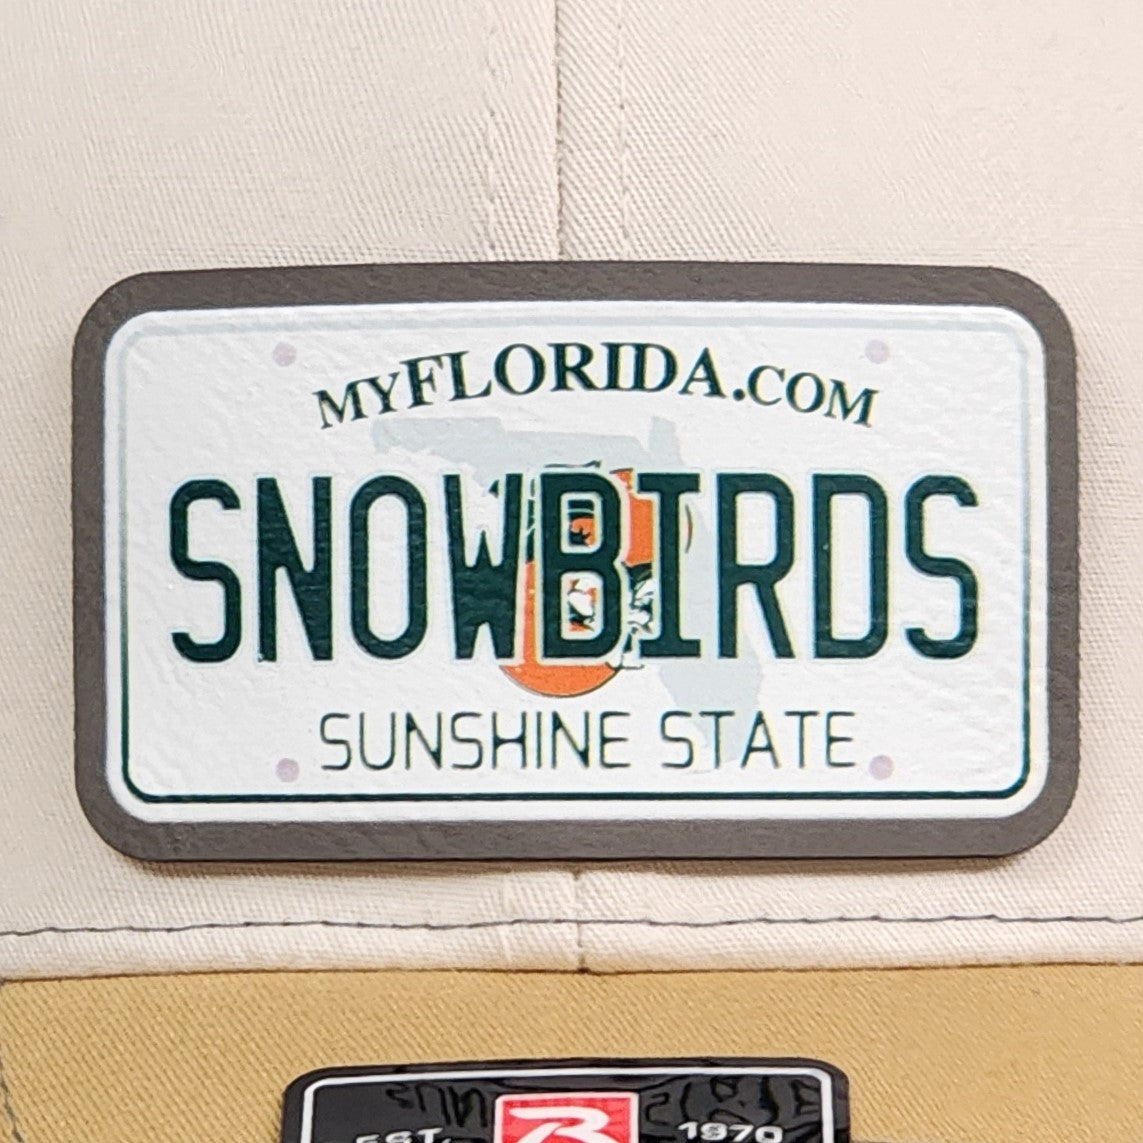 MYFLORIDA.COM
SNOWBIRDS
SUNSHINE STATE
EST. R 1970